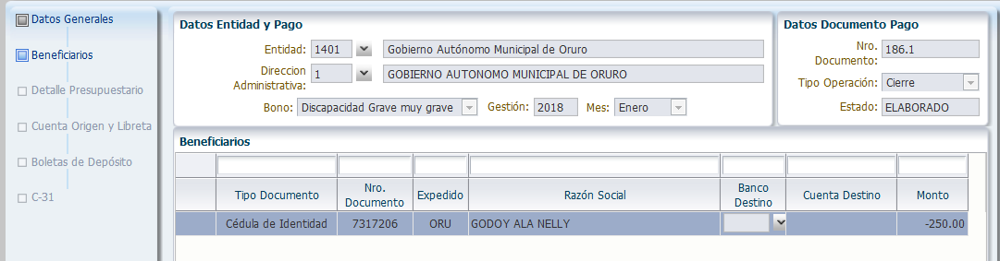 Datos Generales
Beneficiarios
Detalle Presupuestario
Cuenta Origen y Libreta
Boletas de Depósito
C-31
Datos Entidad y Pago
Entidad: 1401 Gobierno Autónomo Municipal de Oruro
Direccion
Administrativa: 1 GOBIERNO AUTONOMO MUNICIPAL DE ORURO
Bono: Discapacidad Grave muy grave Gestión: 2018 Mes: Enero
Datos Documento Pago
Nro.
Documento: 186.1
Tipo Operación: Cierre
Estado: ELABORADO
Beneficiarios
Tipo Documento Nro. Documento Expedido Razón Social Banco Destino Cuenta Destino Monto
Cédula de Identidad 7317206 ORU GODOY ALA NELLY -250.00